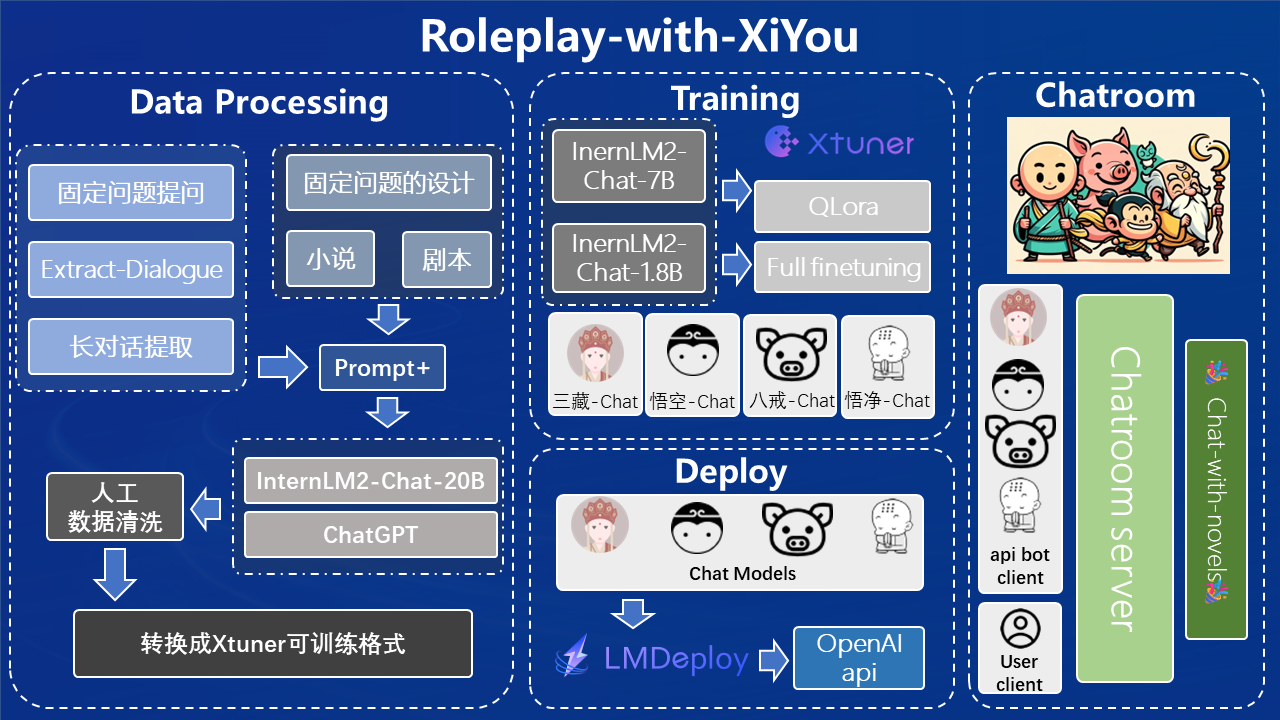 Roleplay-with-XiYou
Data Processing
固定问题提问
Extract-Dialogue
长对话提取
固定问题的设计
小说
剧本
Prompt+
InternLM2-Chat-20B
ChatGPT
人工
数据清洗
转换成Xtuner可训练格式
Training
InernLM2-
Chat-7B
InernLM2-
Chat-1.8B
Xtuner
QLora
Full finetuning
三藏-Chat
悟空-Chat
八戒-Chat
悟净-Chat
Deploy
Chat Models
LMDeploy
OpenAI
api
Chatroom
api bot
client
User
client
Chatroom server
Chat-with-novels